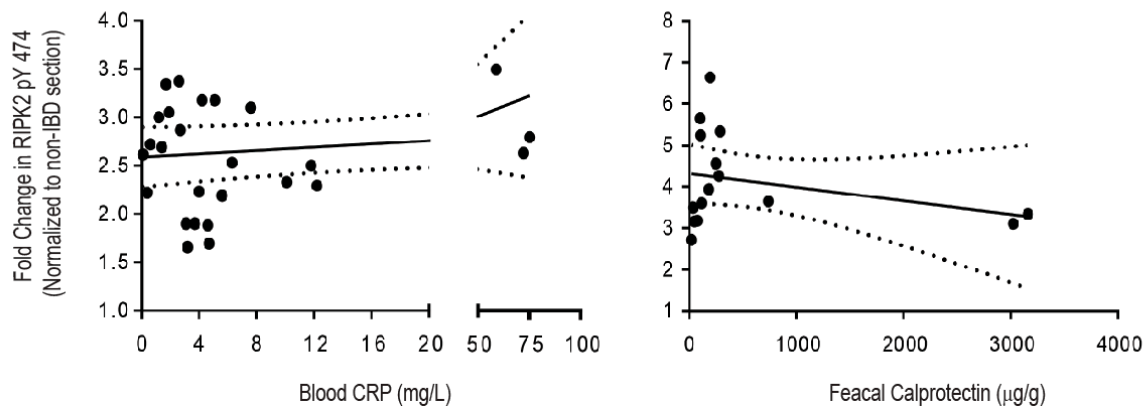 Fold Change in RIPK2 pY 474
(Normalized to non-IBD section)
4.0
3.5
3.0
2.5
2.0
1.5
1.0
0 4 8 12 16 20 50 75 100
Blood CRP (mg/L)
8
7
6
5
4
3
2
1
0 1000 2000 3000 4000
Feacal Calprotectin (μg/g)